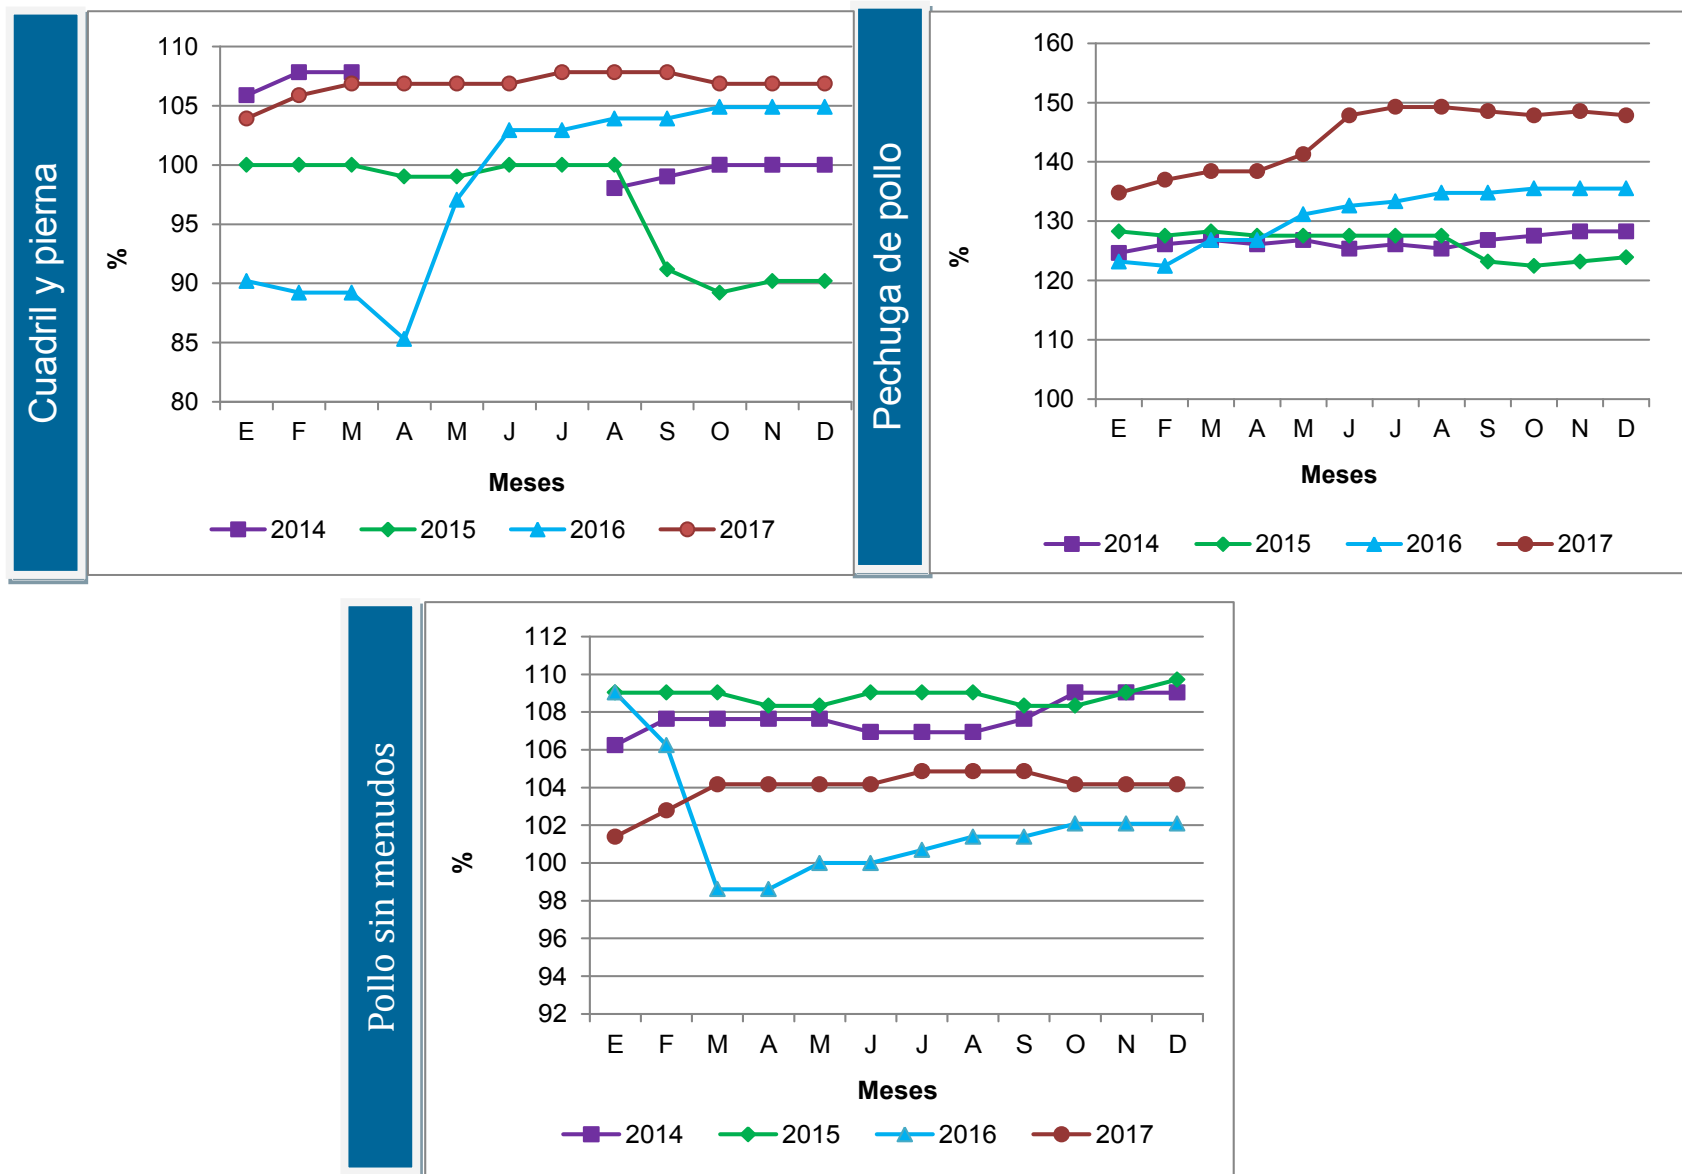 Cuadril y pierna
110
105
100
95
90
85
80
%
E F M A M J J A S O N D
Meses
2014 2015 2016 2017
Pechuga de pollo
160
150
140
130
120
110
100
%
E F M A M J J A S O N D
Meses
2014 2015 2016 2017
Pollo sin menudos
112
110
108
106
104
102
100
98
96
94
92
%
E F M A M J J A S O N D
Meses
2014 2015 2016 2017